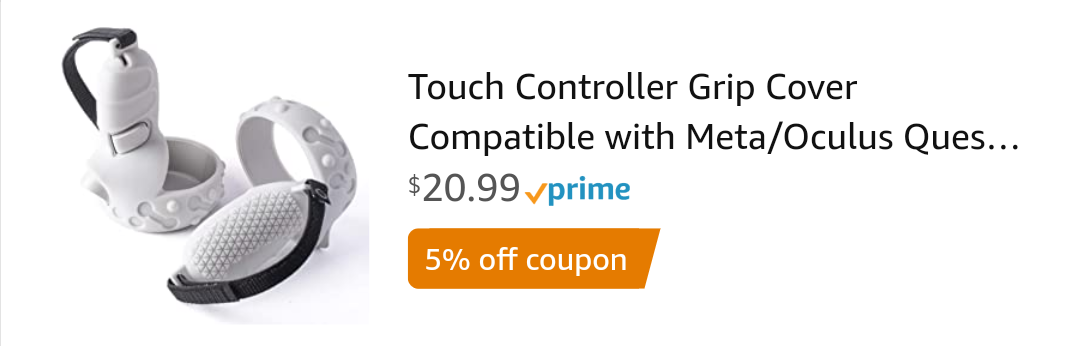 Touch Controller Grip Cover
Compatible with Meta/Oculus Ques...
$20.99 prime
5% off coupon